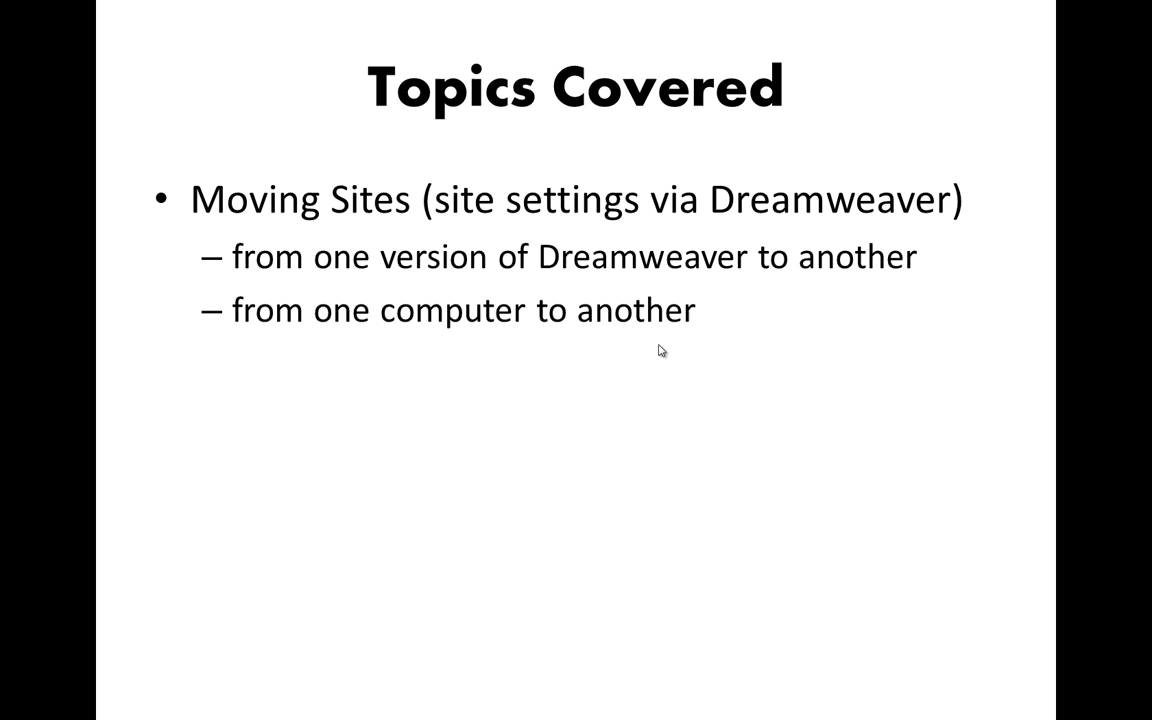 Topics Covered
• Moving Sites (site settings via Dreamweaver)
– from one version of Dreamweaver to another
– from one computer to another